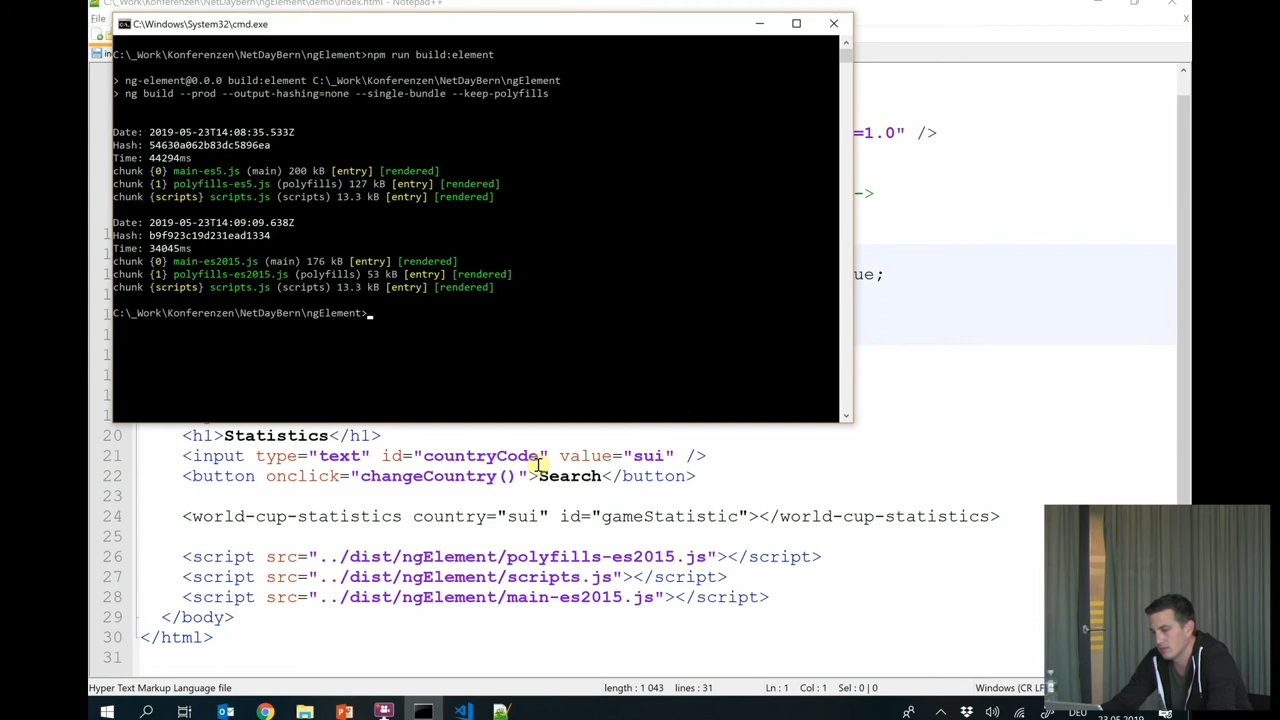 ngElement\demo\index.html - Notepad++
File
C:\Windows\System32\cmd.exe
C:\_Work\Konferenzen\NetDayBern\ngElement>npm run build:element
> ng-element@0.0.0 build:element C:\_Work\Konferenzen\NetDayBern\ngElement
> ng build --prod --output-hashing=none --single-bundle --keep-polyfills
Date: 2019-05-23T14:08:35.533Z
Hash: 54630a062b83dc5896ea
Time: 44294ms
chunk {0} main-es5.js (main) 200 kB [entry] [rendered]
chunk {1} polyfills-es5.js (polyfills) 127 kB [entry] [rendered]
chunk {scripts} scripts.js (scripts) 13.3 kB [entry] [rendered]
Date: 2019-05-23T14:09:09.638Z
Hash: b9f923c19d231ead1334
Time: 34045ms
chunk {0} main-es2015.js (main) 176 kB [entry] [rendered]
chunk {1} polyfills-es2015.js (polyfills) 53 kB [entry] [rendered]
chunk {scripts} scripts.js (scripts) 13.3 kB [entry] [rendered]
C:\_Work\Konferenzen\NetDayBern\ngElement>
=1.0" />
->
ue;
20 <h1>Statistics</h1>
21 <input type="text" id="countryCode" value="sui" />
22 <button onclick="changeCountry()">Search</button>
23
24 <world-cup-statistics country="sui" id="gameStatistic"></world-cup-statistics>
25
26 <script src="../dist/ngElement/polyfills-es2015.js"></script>
27 <script src="../dist/ngElement/scripts.js"></script>
28 <script src="../dist/ngElement/main-es2015.js"></script>
29 </body>
30 </html>
31
Hyper Text Markup Language file length : 1 043 lines : 31 Ln : 1 Col : 1 Sel : 0 | 0 Windows (CR LF
DEU 23.05.2019